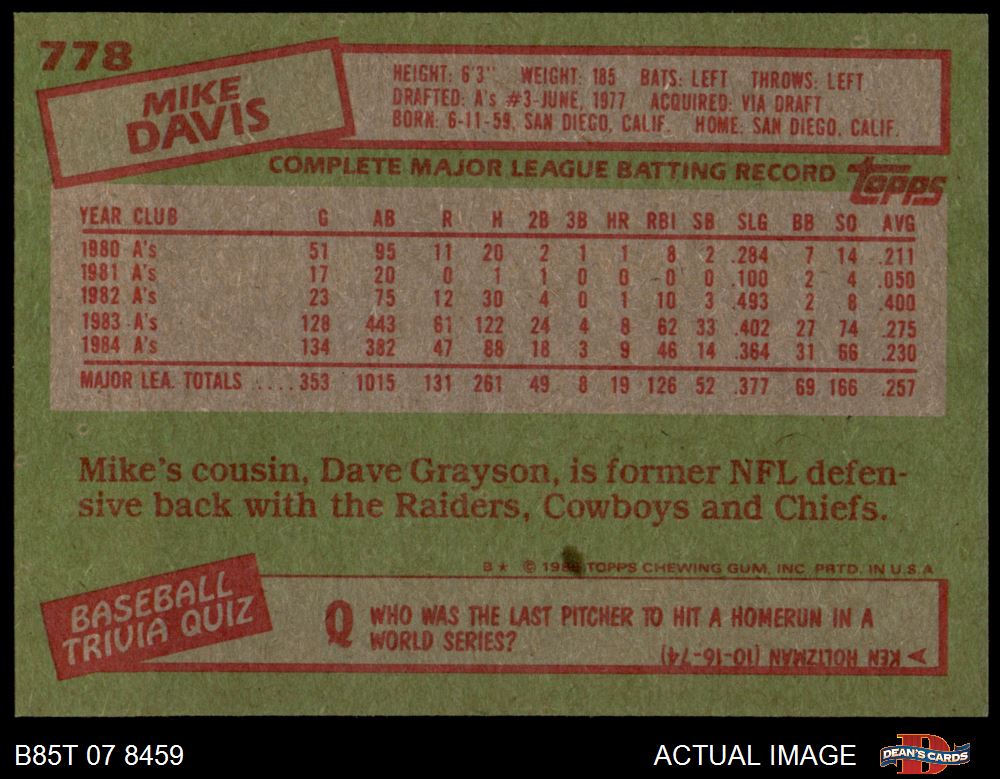 778
MIKE
DAVIS
HEIGHT: 6'3" WEIGHT: 185 BATS: LEFT THROWS: LEFT
DRAFTED: A's #3-JUNE, 1977 ACQUIRED: VIA DRAFT
BORN: 6-11-59, SAN DIEGO, CALIF. HOME: SAN DIEGO, CALIF.
COMPLETE MAJOR LEAGUE BATTING RECORD
topps
YEAR CLUB G AB R H 2B 3B HR RBI SB SLG BB SO AVG
1980 A's 51 95 11 20 2 1 1 8 2 .284 7 14 .211
1981 A's 17 20 0 1 1 0 0 0 0 .100 2 4 .050
1982 A's 23 75 12 30 4 0 1 10 3 .493 2 8 .400
1983 A's 128 443 61 122 24 4 8 62 33 .402 27 74 .275
1984 A's 134 382 47 88 18 3 9 46 14 .364 31 66 .230
MAJOR LEA. TOTALS .... 353 1015 131 261 49 8 19 126 52 .377 69 166 .257
Mike's cousin, Dave Grayson, is former NFL defen-
sive back with the Raiders, Cowboys and Chiefs.
B★ © TOPPS CHEWING GUM, INC. PRTD. IN U.S.A
BASEBALL
TRIVIA QUIZ
Q WHO WAS THE LAST PITCHER TO HIT A HOMERUN IN A
WORLD SERIES?
KEN HOLTZMAN (10-16-74)
B85T 07 8459
ACTUAL IMAGE
DEAN'S CARDS